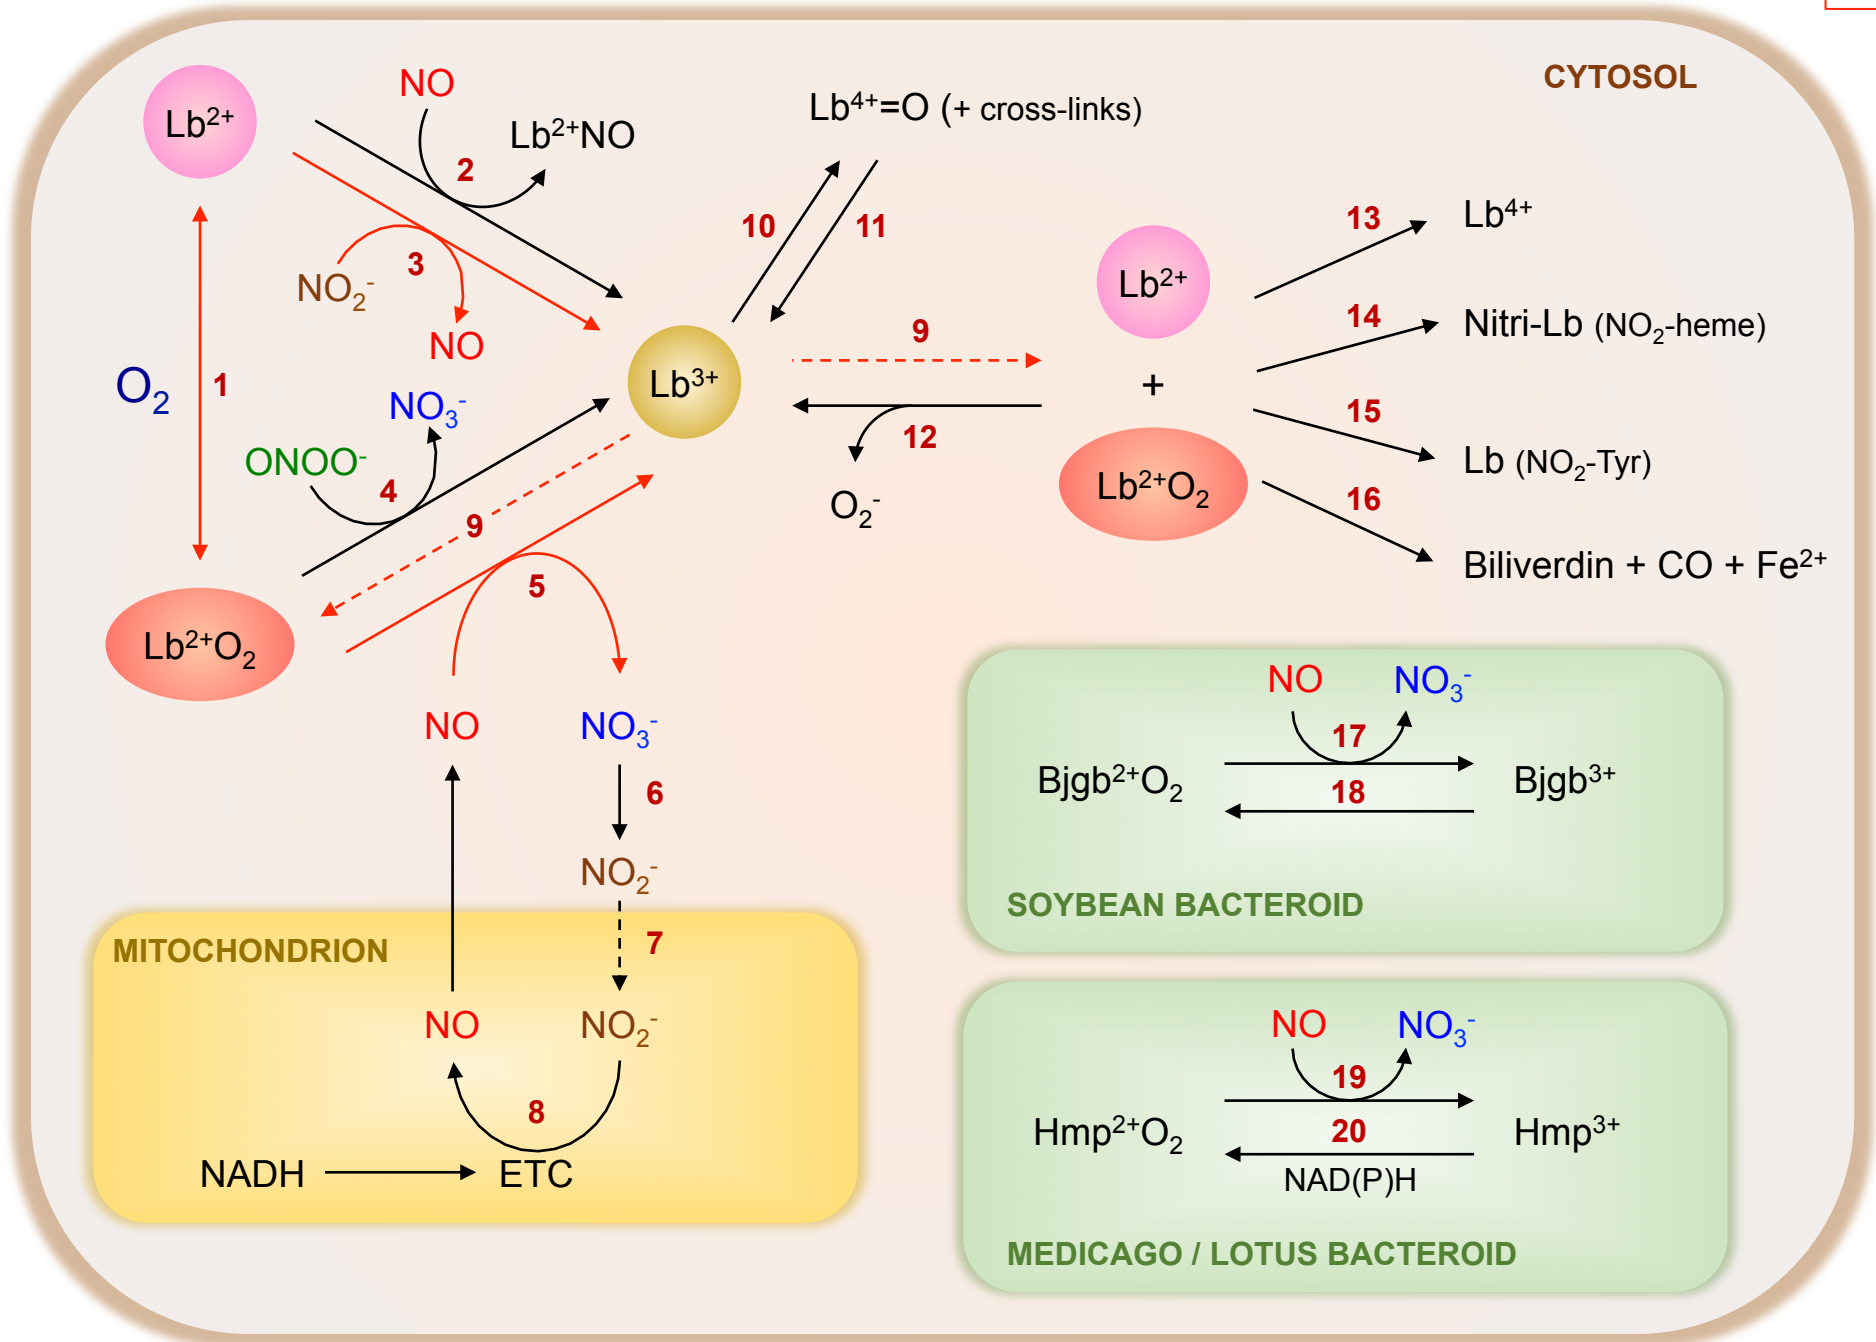 CYTOSOL
Lb²⁺
NO
Lb²⁺NO
2
3
NO₂⁻
NO
O₂
1
NO₃⁻
ONOO⁻
4
9
5
Lb²⁺O₂
Lb³⁺
Lb⁴⁺=O (+ cross-links)
10
11
9
12
O₂⁻
Lb²⁺
+
Lb²⁺O₂
13
Lb⁴⁺
14
Nitri-Lb (NO₂-heme)
15
Lb (NO₂-Tyr)
16
Biliverdin + CO + Fe²⁺
NO
NO₃⁻
6
NO₂⁻
7
MITOCHONDRION
NO
NO₂⁻
8
NADH
ETC
NO
NO₃⁻
17
Bjgb²⁺O₂
Bjgb³⁺
18
SOYBEAN BACTEROID
NO
NO₃⁻
19
Hmp²⁺O₂
Hmp³⁺
20
NAD(P)H
MEDICAGO / LOTUS BACTEROID